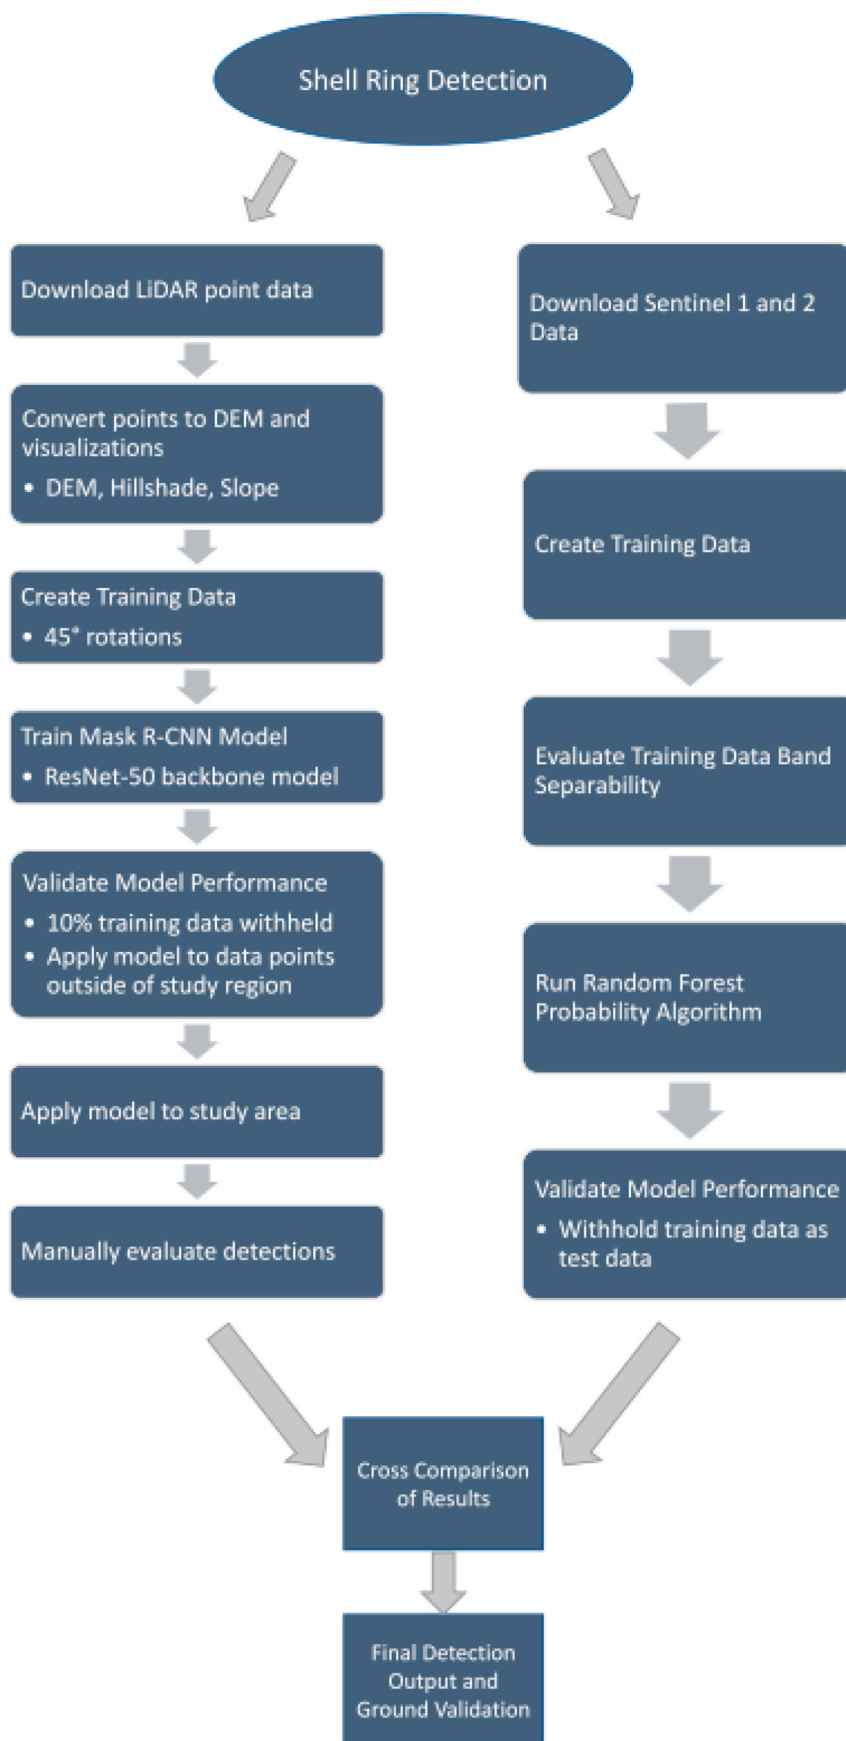 Shell Ring Detection
Download LiDAR point data
Convert points to DEM and
visualizations
• DEM, Hillshade, Slope
Create Training Data
• 45° rotations
Train Mask R-CNN Model
• ResNet-50 backbone model
Validate Model Performance
• 10% training data withheld
• Apply model to data points
outside of study region
Apply model to study area
Manually evaluate detections
Download Sentinel 1 and 2
Data
Create Training Data
Evaluate Training Data Band
Separability
Run Random Forest
Probability Algorithm
Validate Model Performance
• Withhold training data as
test data
Cross Comparison
of Results
Final Detection
Output and
Ground Validation